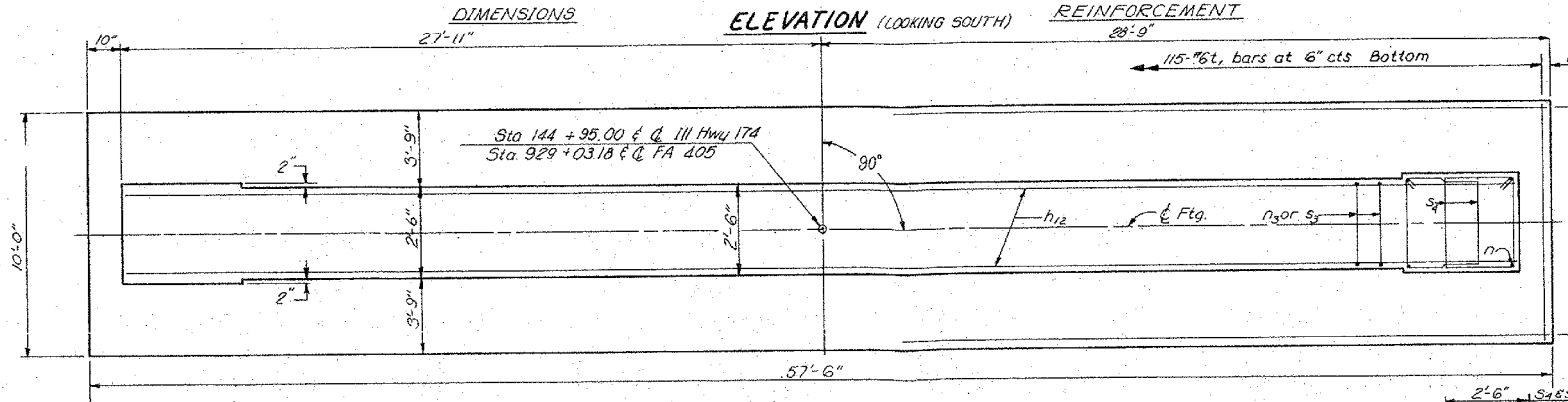 DIMENSIONS
ELEVATION (LOOKING SOUTH)
REINFORCEMENT
10"
27'-11"
28'-9"
115-#6t, bars at 6" cts Bottom
Sta 144 + 95.00 & ℄ Ill Hwy 174
Sta. 929 + 03.18 & ℄ FA 405
90°
3'-9"
2"
2'-6"
2'-6"
h12
℄ Ftg.
n3 or s3
s4
n
10'-0"
2"
3'-9"
57'-6"
2'-6"